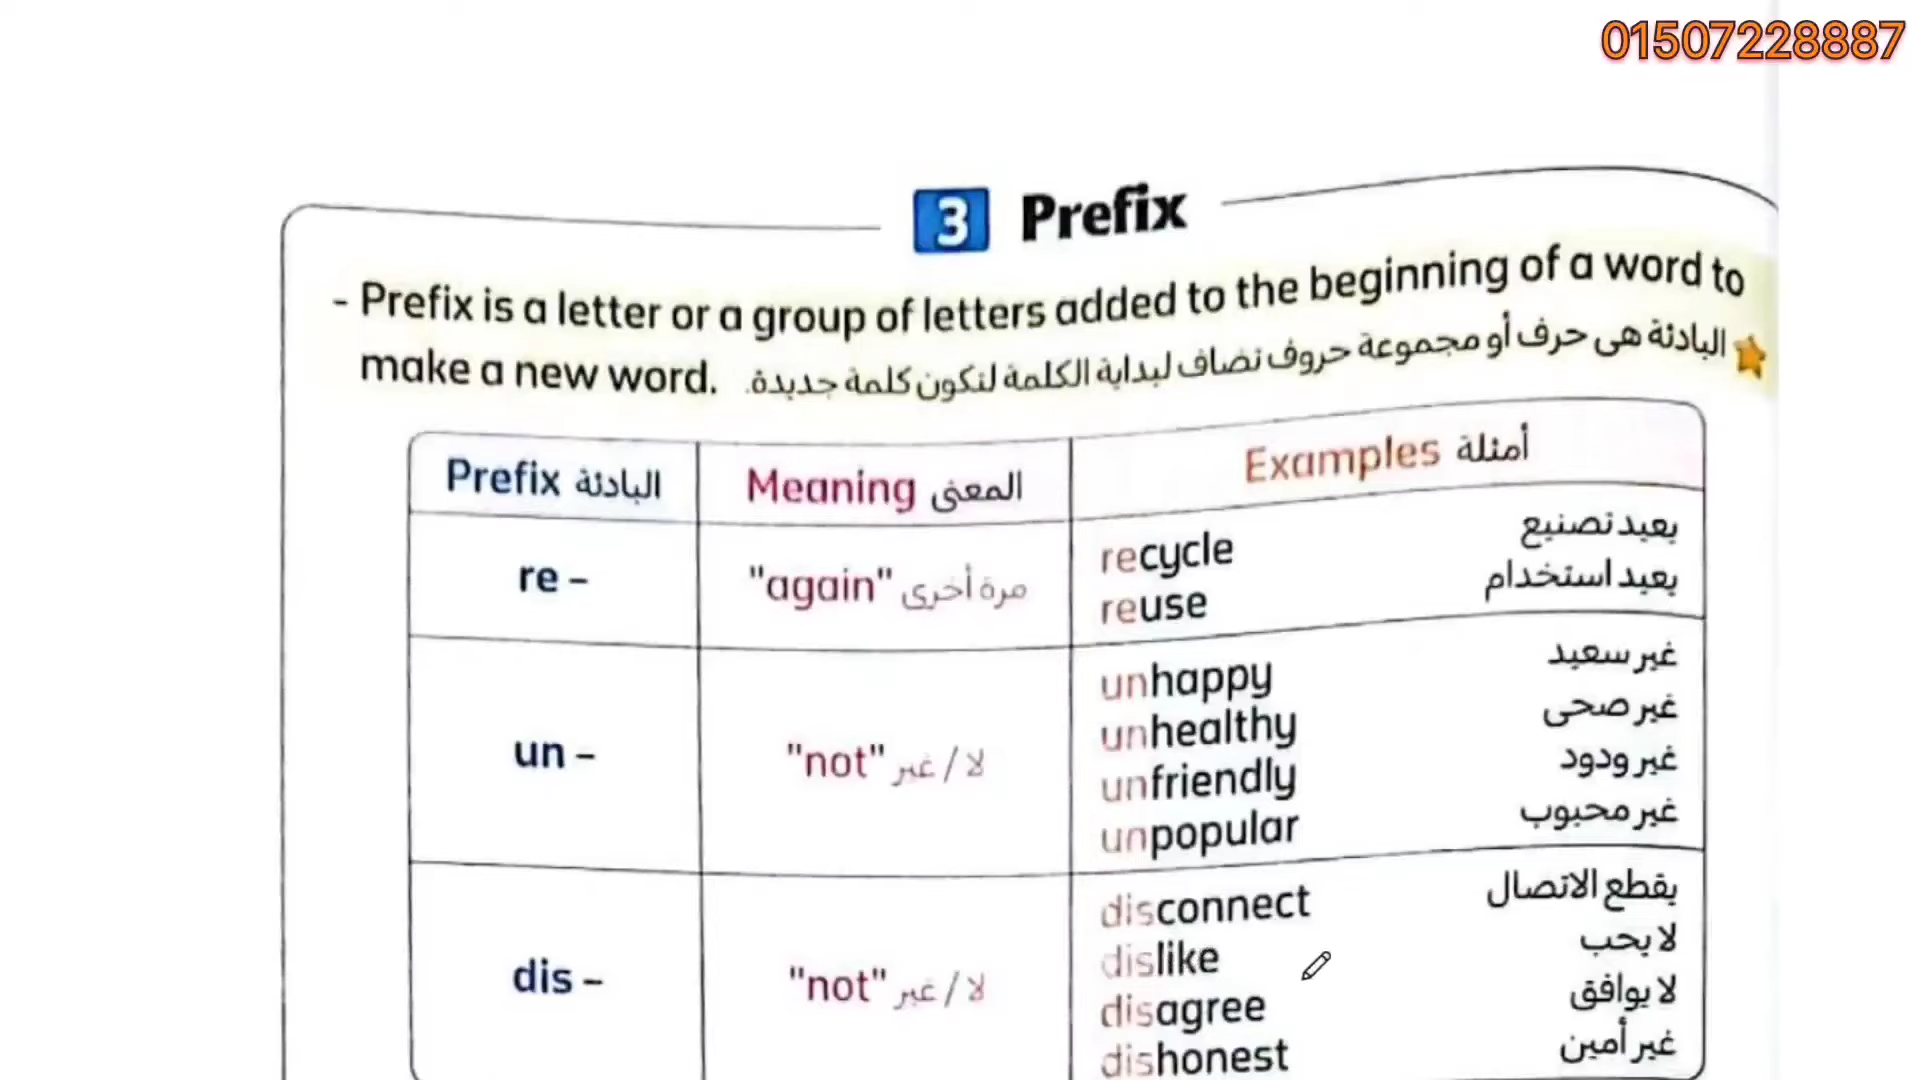 01507228887
3 Prefix
- Prefix is a letter or a group of letters added to the beginning of a word to
make a new word. البادئة هى حرف أو مجموعة حروف تضاف لبداية الكلمة لتكون كلمة جديدة.
Prefix البادئة Meaning المعنى Examples أمثلة
re – "again" مرة أخرى
recycle يعيد تصنيع
reuse يعيد استخدام
un – "not" لا / غير
unhappy غير سعيد
unhealthy غير صحى
unfriendly غير ودود
unpopular غير محبوب
dis – "not" لا / غير
disconnect يقطع الاتصال
dislike لا يحب
disagree لا يوافق
dishonest غير أمين